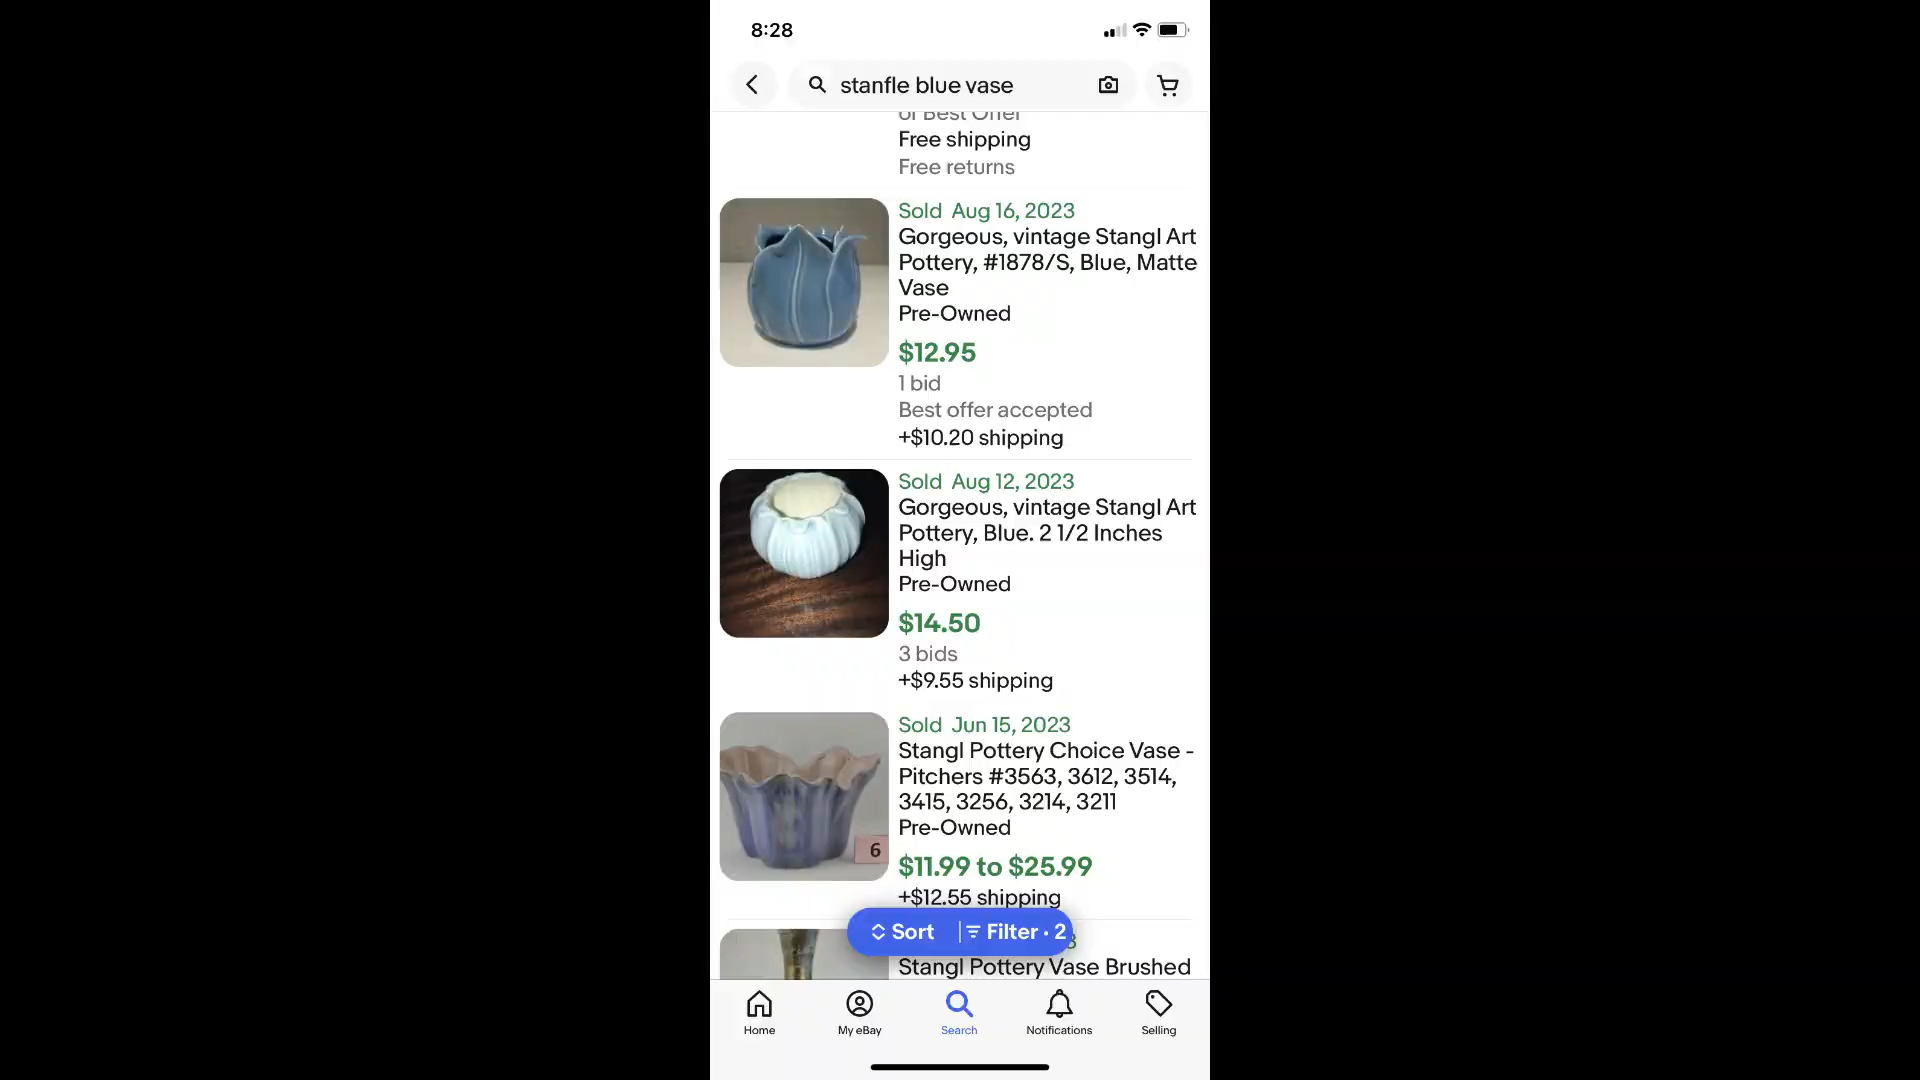 8:28
stanfle blue vase
or Best Offer
Free shipping
Free returns
Sold Aug 16, 2023
Gorgeous, vintage Stangl Art
Pottery, #1878/S, Blue, Matte
Vase
Pre-Owned
$12.95
1 bid
Best offer accepted
+$10.20 shipping
Sold Aug 12, 2023
Gorgeous, vintage Stangl Art
Pottery, Blue. 2 1/2 Inches
High
Pre-Owned
$14.50
3 bids
+$9.55 shipping
6
Sold Jun 15, 2023
Stangl Pottery Choice Vase -
Pitchers #3563, 3612, 3514,
3415, 3256, 3214, 3211
Pre-Owned
$11.99 to $25.99
+$12.55 shipping
Sort
Filter · 2
3
Stangl Pottery Vase Brushed
Home
My eBay
Search
Notifications
Selling